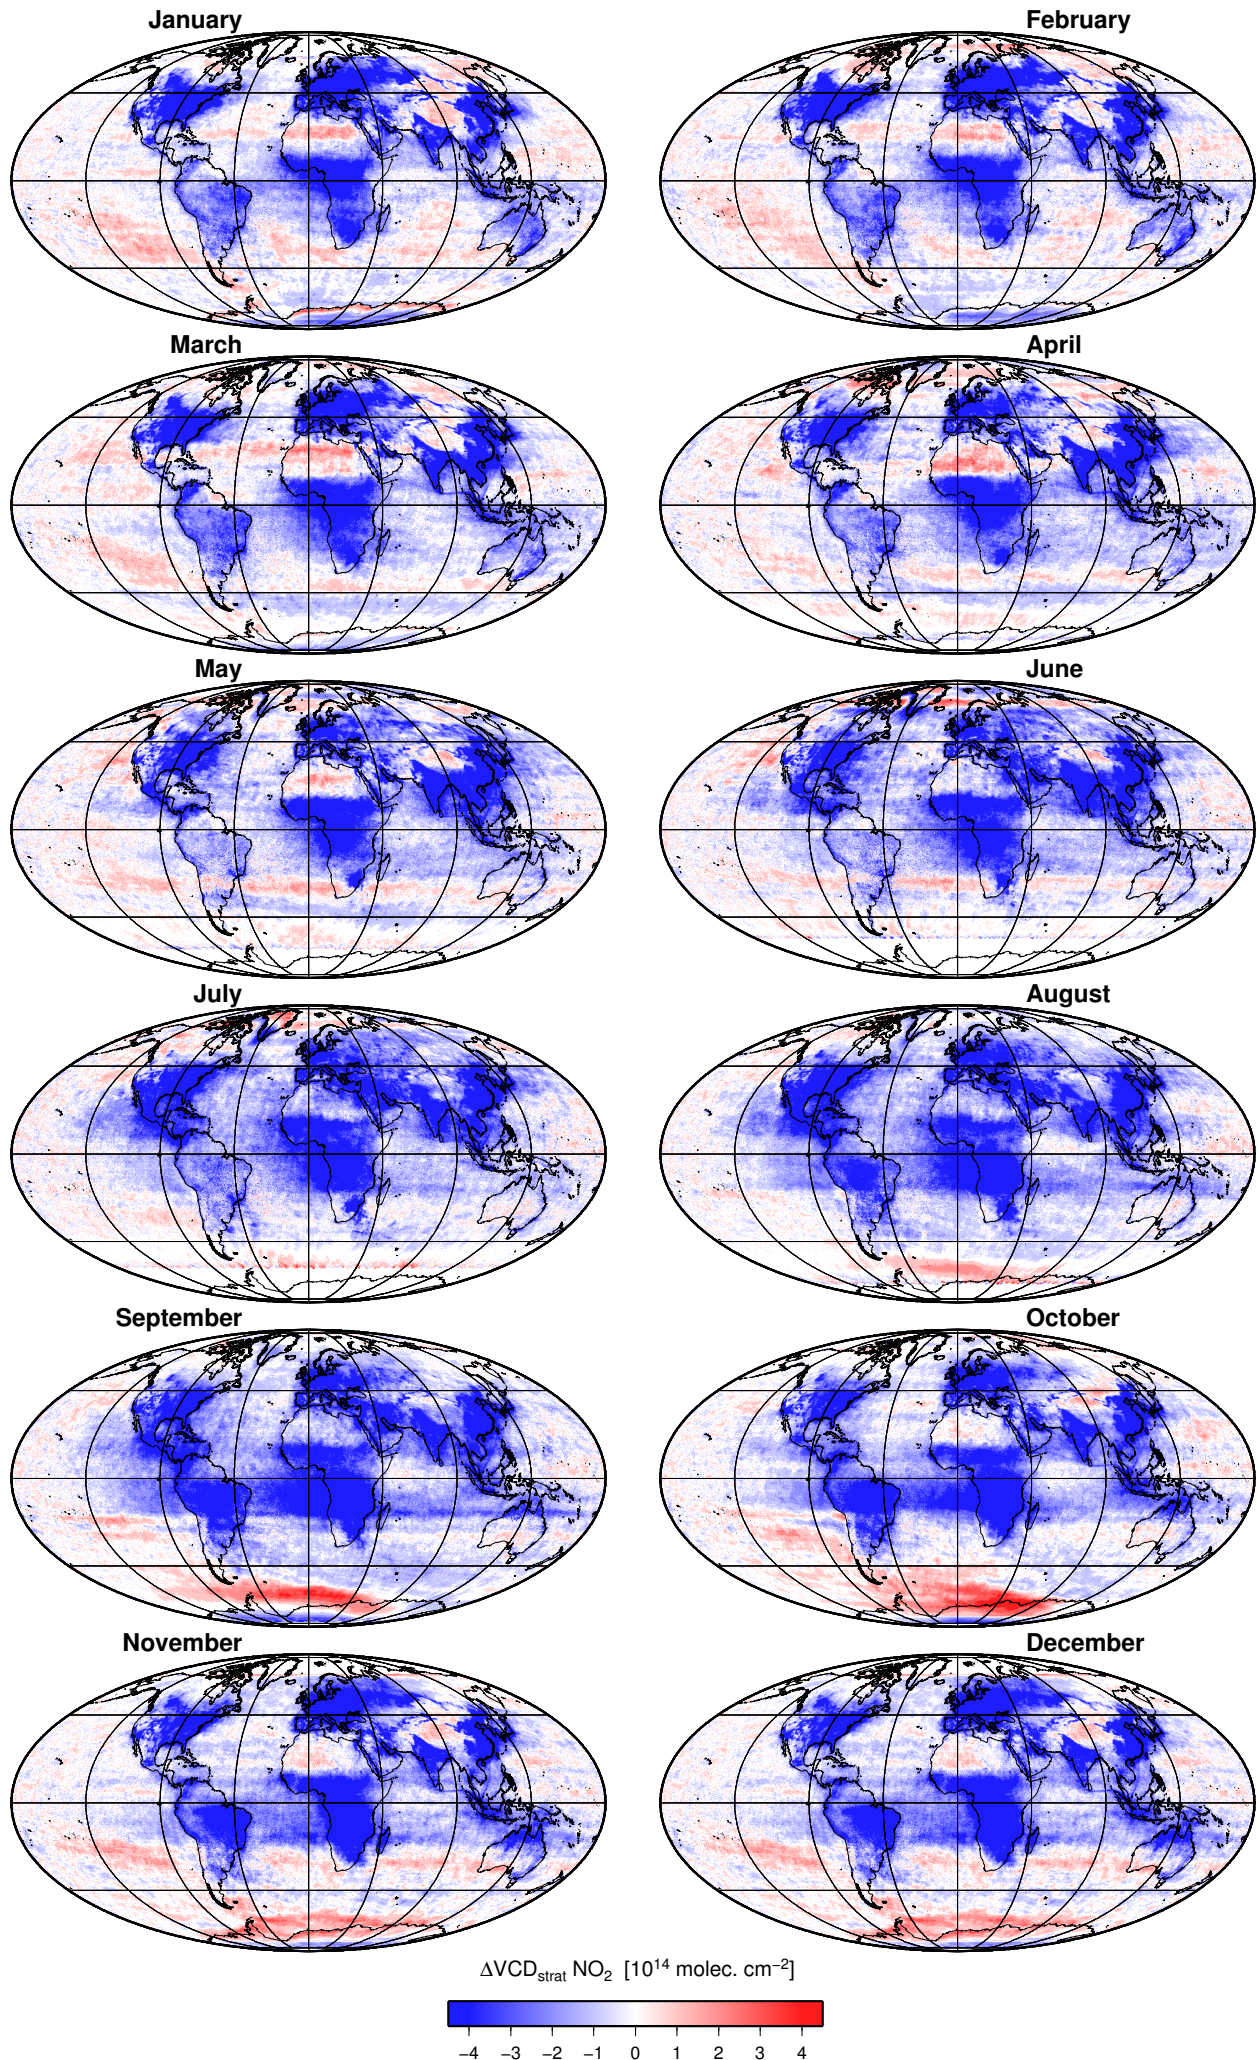 January February
March April
May June
July August
September October
November December
ΔVCDstrat NO2 [10^14 molec. cm^−2]
−4 −3 −2 −1 0 1 2 3 4